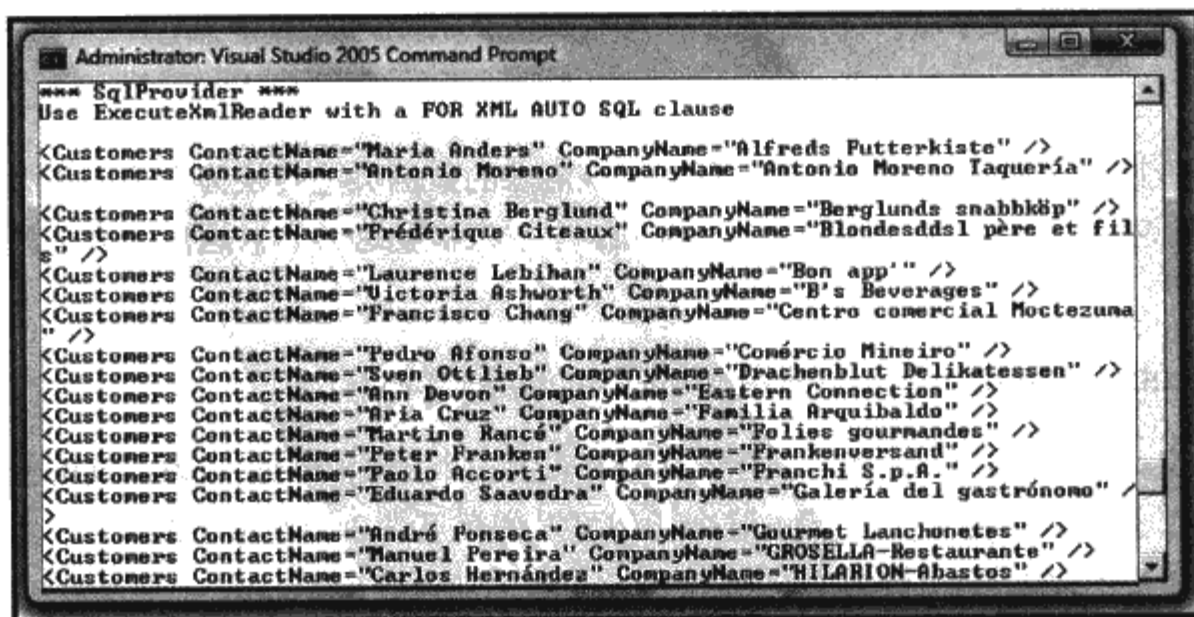 Administrator: Visual Studio 2005 Command Prompt
*** SqlProvider ***
Use ExecuteXmlReader with a FOR XML AUTO SQL clause
<Customers ContactName="Maria Anders" CompanyName="Alfreds Futterkiste" />
<Customers ContactName="Antonio Moreno" CompanyName="Antonio Moreno Taquería" />
<Customers ContactName="Christina Berglund" CompanyName="Berglunds snabbköp" />
<Customers ContactName="Frédérique Citeaux" CompanyName="Blondesddsl père et fil
s" />
<Customers ContactName="Laurence Lebihan" CompanyName="Bon app'" />
<Customers ContactName="Victoria Ashworth" CompanyName="B's Beverages" />
<Customers ContactName="Francisco Chang" CompanyName="Centro comercial Moctezuma
" />
<Customers ContactName="Pedro Afonso" CompanyName="Comércio Mineiro" />
<Customers ContactName="Sven Ottlieb" CompanyName="Drachenblut Delikatessen" />
<Customers ContactName="Ann Devon" CompanyName="Eastern Connection" />
<Customers ContactName="Aria Cruz" CompanyName="Familia Arquibaldo" />
<Customers ContactName="Martine Rancé" CompanyName="Folies gourmandes" />
<Customers ContactName="Peter Franken" CompanyName="Frankenversand" />
<Customers ContactName="Paolo Accorti" CompanyName="Franchi S.p.A." />
<Customers ContactName="Eduardo Saavedra" CompanyName="Galería del gastrónomo" /
>
<Customers ContactName="André Fonseca" CompanyName="Gourmet Lanchonetes" />
<Customers ContactName="Manuel Pereira" CompanyName="GROSELLA-Restaurante" />
<Customers ContactName="Carlos Hernández" CompanyName="HILARION-Abastos" />